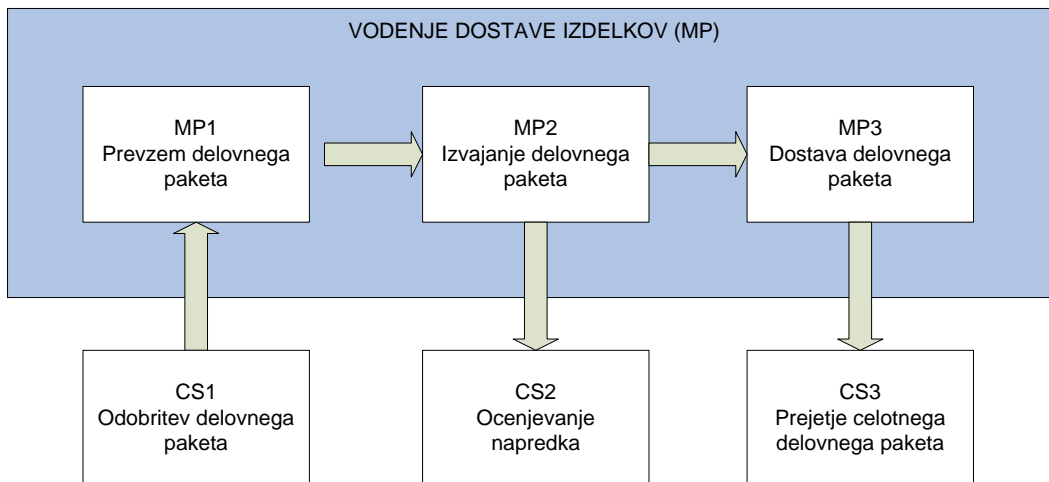 VODENJE DOSTAVE IZDELKOV (MP)
MP1
Prevzem delovnega
paketa
MP2
Izvajanje delovnega
paketa
MP3
Dostava delovnega
paketa
CS1
Odobritev delovnega
paketa
CS2
Ocenjevanje
napredka
CS3
Prejetje celotnega
delovnega paketa